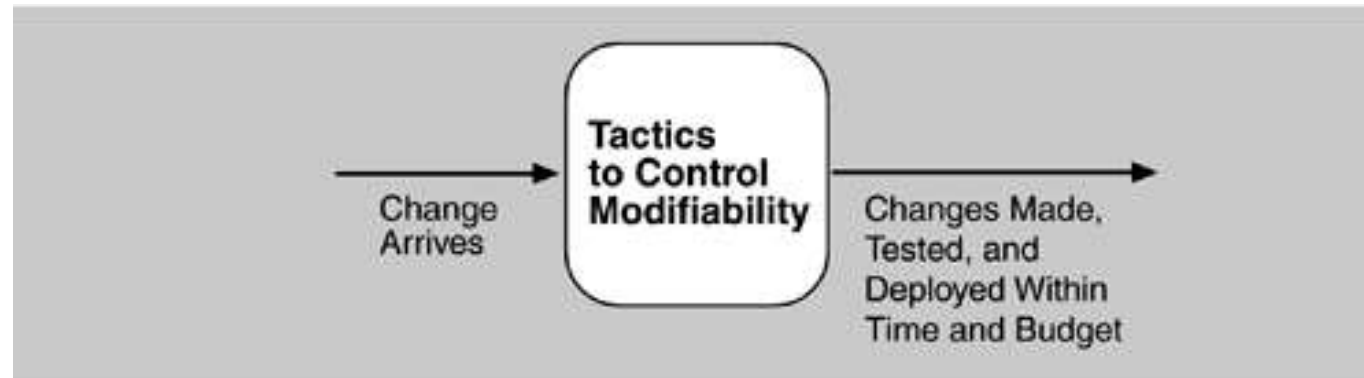 Tactics
to Control
Modifiability
Change
Arrives
Changes Made,
Tested, and
Deployed Within
Time and Budget